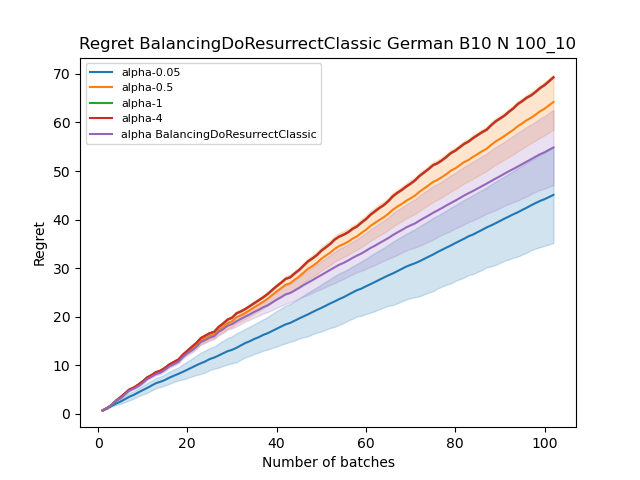 Regret BalancingDoResurrectClassic German B10 N 100_10
alpha-0.05
alpha-0.5
alpha-1
alpha-4
alpha BalancingDoResurrectClassic
70
60
50
40
30
20
10
0
Regret
0 20 40 60 80 100
Number of batches